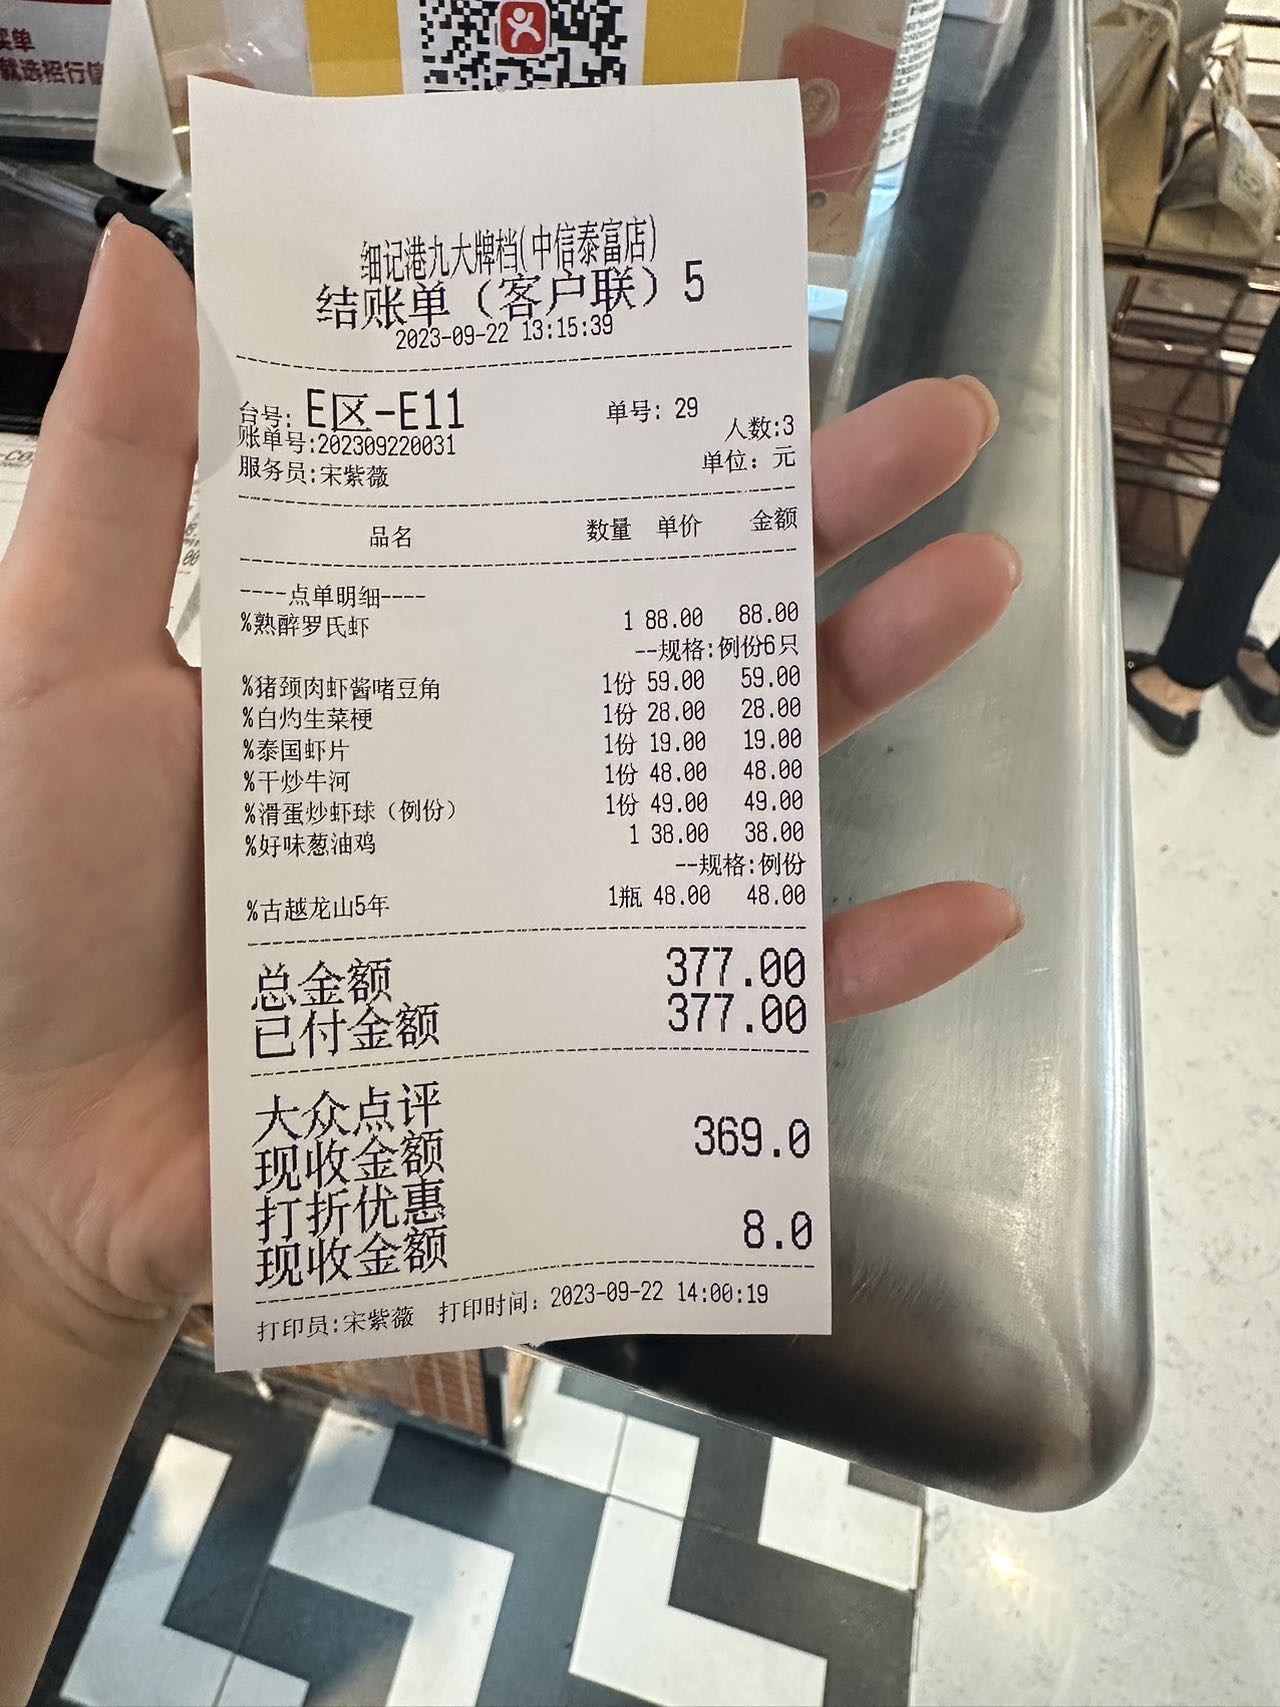 买单
就选招行信
细记港九大牌档(中信泰富店)
结账单（客户联）5
2023-09-22 13:15:39
台号: E区-E11 单号: 29
人数:3
账单号:202309220031
服务员:宋紫薇 单位: 元
品名 数量 单价 金额
----点单明细----
%熟醉罗氏虾 1 88.00 88.00
--规格:例份6只
%猪颈肉虾酱啫豆角 1份 59.00 59.00
%白灼生菜梗 1份 28.00 28.00
%泰国虾片 1份 19.00 19.00
%干炒牛河 1份 48.00 48.00
%滑蛋炒虾球（例份） 1份 49.00 49.00
%好味葱油鸡 1 38.00 38.00
--规格:例份
%古越龙山5年 1瓶 48.00 48.00
总金额 377.00
已付金额 377.00
大众点评
现收金额 369.0
打折优惠
现收金额 8.0
打印员:宋紫薇 打印时间: 2023-09-22 14:00:19